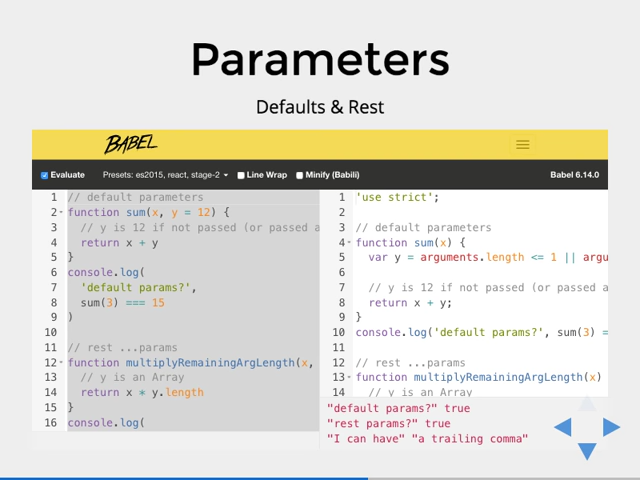 Parameters
Defaults & Rest
BABEL
Evaluate Presets: es2015, react, stage-2 Line Wrap Minify (Babili) Babel 6.14.0
1 // default parameters
2 function sum(x, y = 12) {
3 // y is 12 if not passed (or passed a
4 return x + y
5 }
6 console.log(
7 'default params?',
8 sum(3) === 15
9 )
10
11 // rest ...params
12 function multiplyRemainingArgLength(x,
13 // y is an Array
14 return x * y.length
15 }
16 console.log(
1 'use strict';
2
3 // default parameters
4 function sum(x) {
5 var y = arguments.length <= 1 || argu
6
7 // y is 12 if not passed (or passed a
8 return x + y;
9 }
10 console.log('default params?', sum(3) =
11
12 // rest ...params
13 function multiplyRemainingArgLength(x)
14 // y is an Array
"default params?" true
"rest params?" true
"I can have" "a trailing comma"